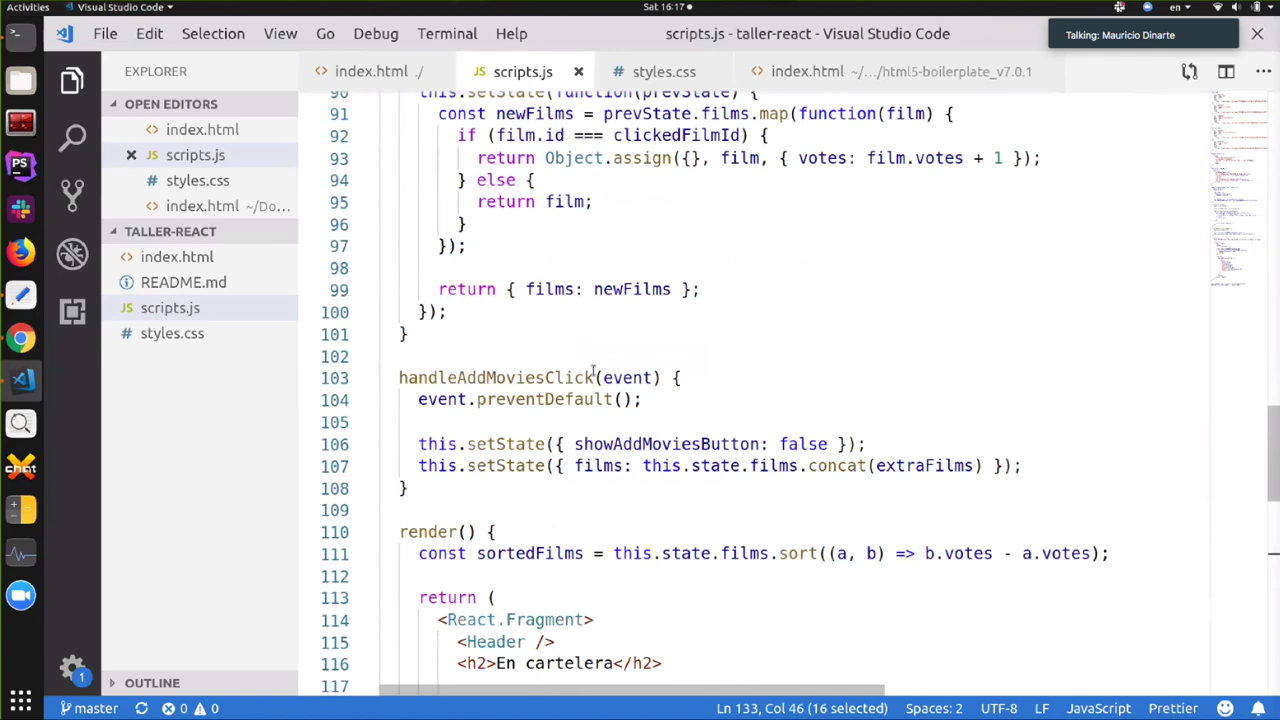 Activities
Visual Studio Code
Sat 16:17
en
File Edit Selection View Go Debug Terminal Help
scripts.js - taller-react - Visual Studio Code
Talking: Mauricio Dinarte
EXPLORER
index.html ./
scripts.js
styles.css
index.html ~/.../html5-boilerplate_v7.0.1
OPEN EDITORS
index.html
scripts.js
styles.css
index.html ~/Do...
TALLER-REACT
index.html
README.md
scripts.js
styles.css
OUTLINE
90 this.setState(function(prevState) {
91 const newFilms = prevState.films.map(function(film)
92 if (film.id === clickedFilmId) {
93 return Object.assign({}, film, { votes: film.votes + 1 });
94 } else
95 return film;
96
97 });
98
99 return { films: newFilms
100 });
101 }
102
103 handleAddMoviesClick(event) {
104 event.preventDefault();
105
106 this.setState({ showAddMoviesButton: false });
107 this.setState({ films: this.state.films.concat(extraFilms) });
108 }
109
110 render() {
111 const sortedFilms = this.state.films.sort((a, b) => b.votes - a.votes);
112
113 return (
114 <React.Fragment>
115 <Header />
116 <h2>En cartelera</h2>
117
master 0 0
Ln 133, Col 46 (16 selected) Spaces: 2 UTF-8 LF JavaScript Prettier